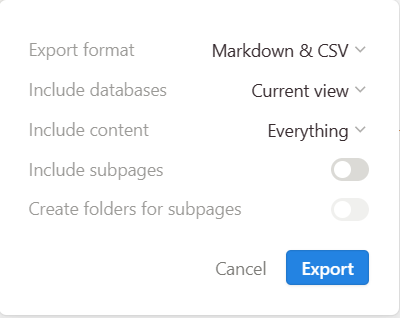 Export format Markdown & CSV
Include databases Current view
Include content Everything
Include subpages
Create folders for subpages
Cancel Export